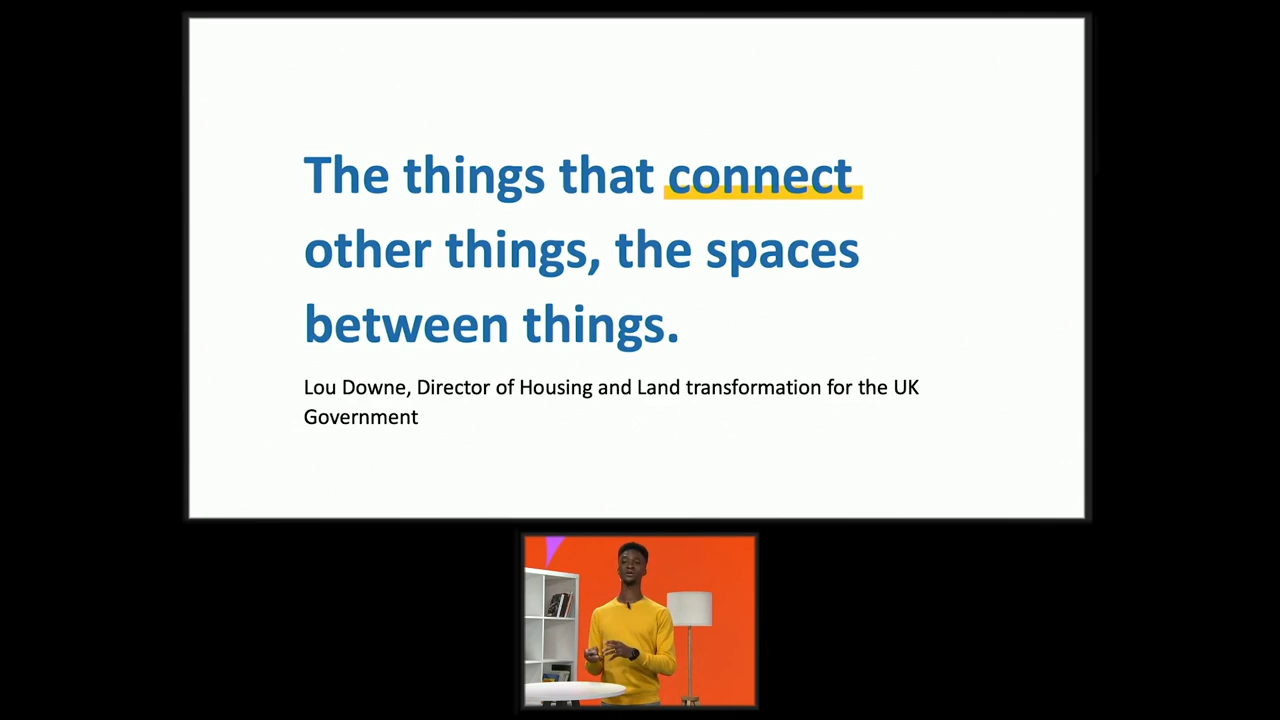 The things that connect
other things, the spaces
between things.
Lou Downe, Director of Housing and Land transformation for the UK
Government